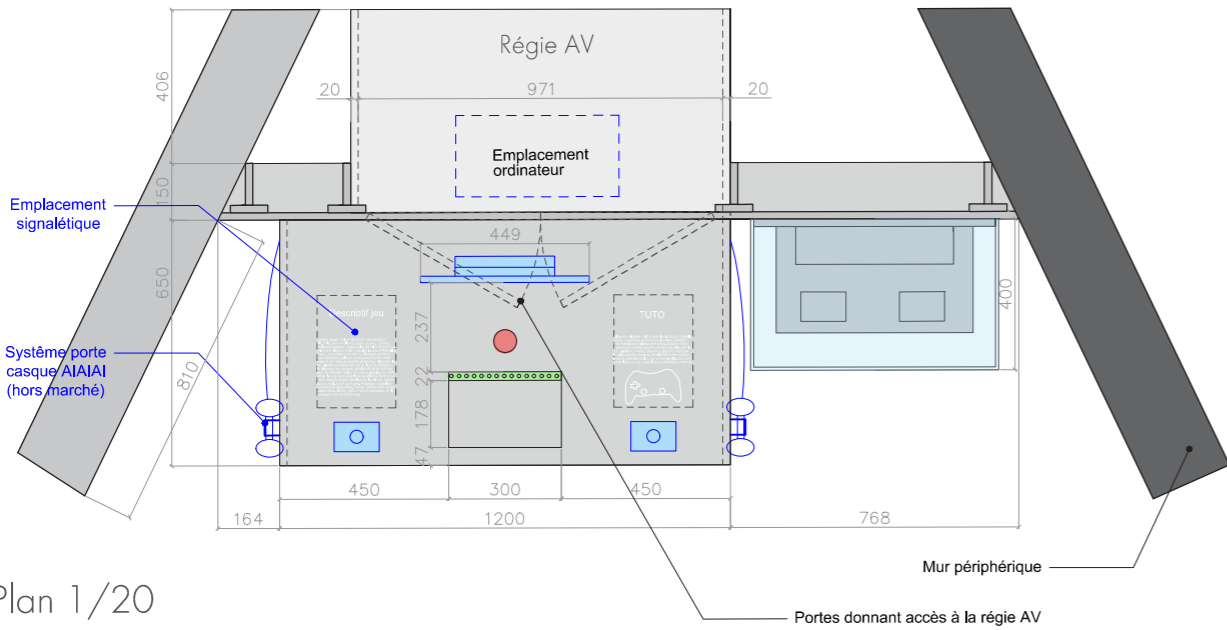 Régie AV
406
20
971
20
Emplacement
ordinateur
150
Emplacement
signalétique
449
650
400
TUTO
237
Système porte
casque AIAIAI
(hors marché)
810
22
178
47
450
300
450
164
1200
768
Mur périphérique
Plan 1/20
Portes donnant accès à la régie AV
descriptif jeu